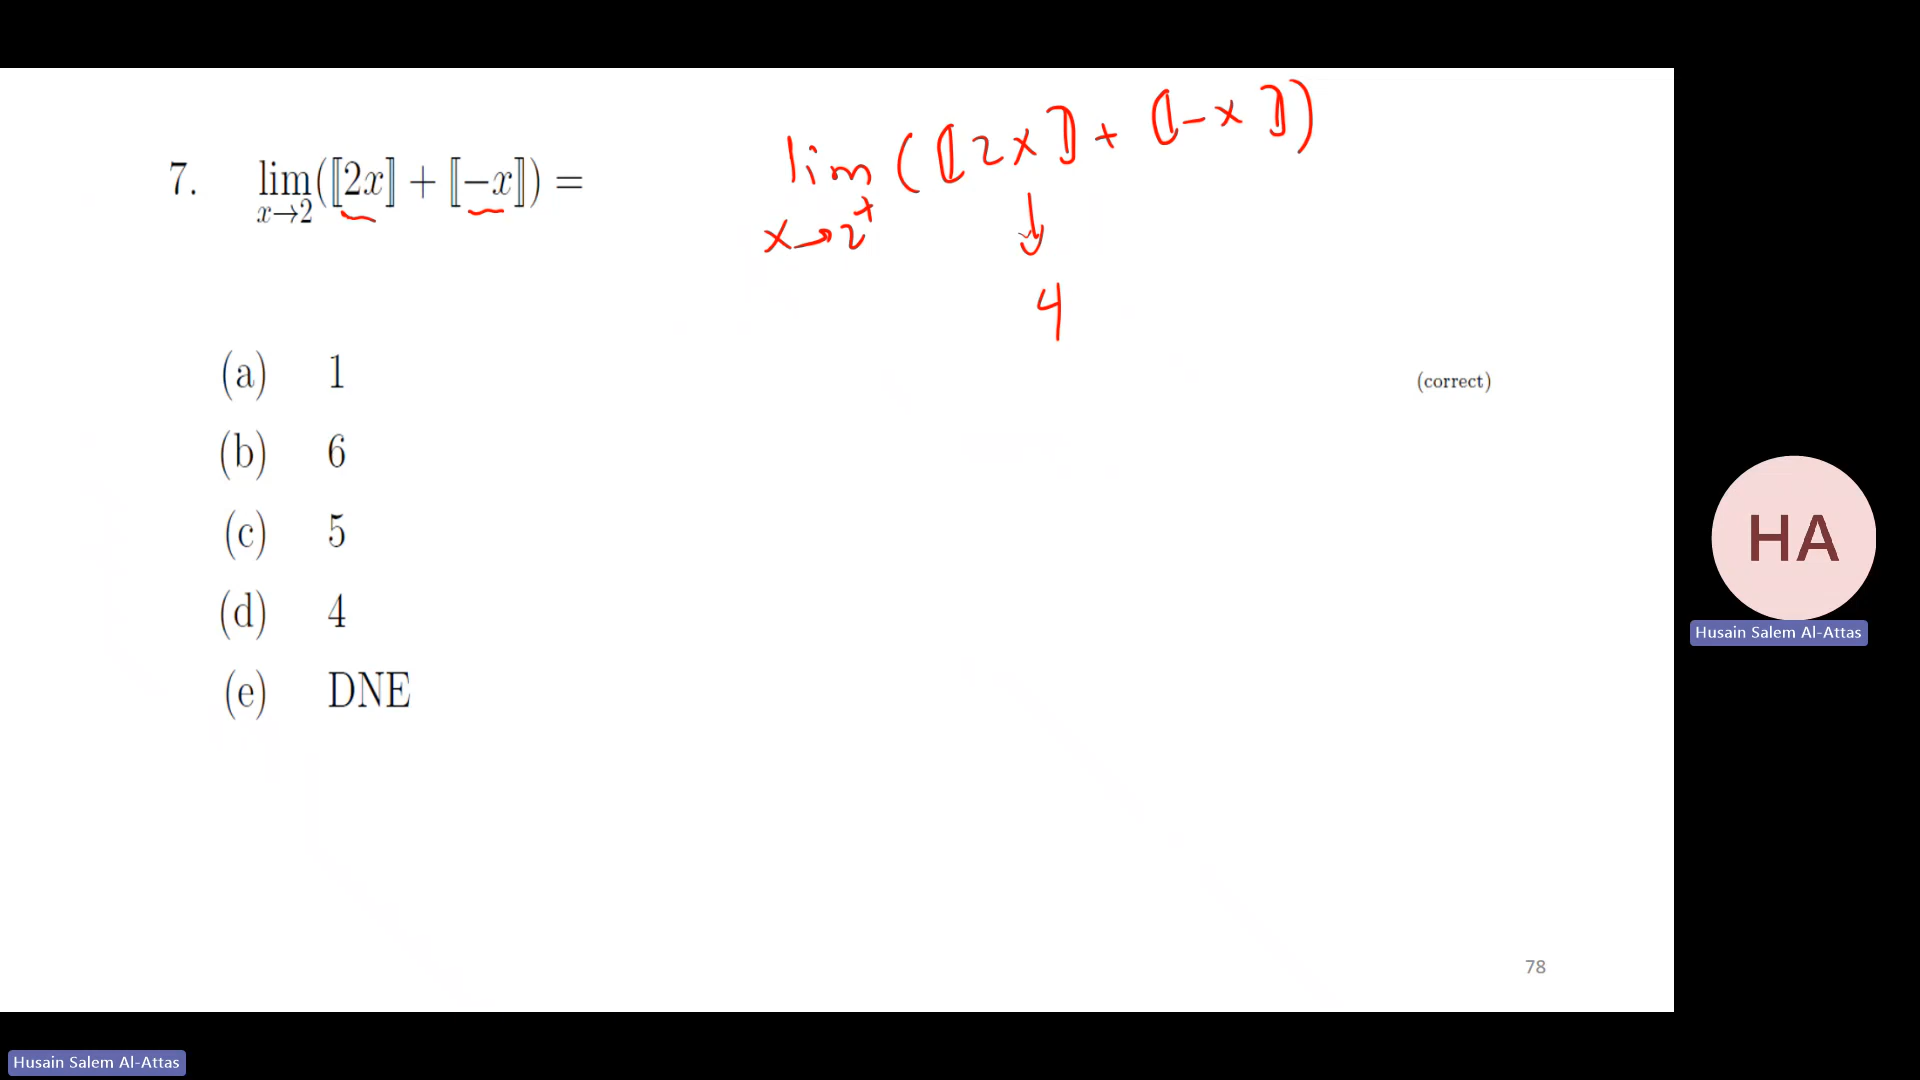 7. lim x→2 (⟦2x⟧ + ⟦−x⟧) =
lim x→2⁺ (⟦2x⟧ + ⟦−x⟧)
↓
4
(a) 1 (correct)
(b) 6
(c) 5
(d) 4
(e) DNE
HA
Husain Salem Al-Attas
78
Husain Salem Al-Attas